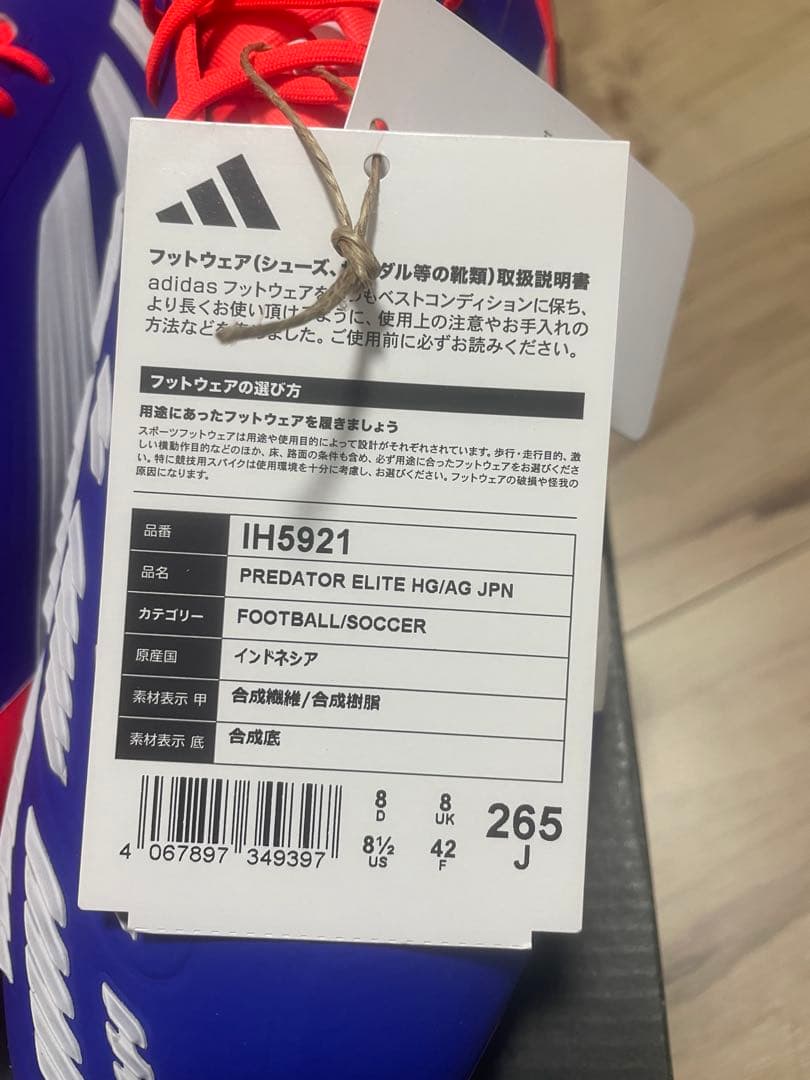 フットウェア(シューズ、 ダル等の靴類)取扱説明書
adidas フットウェアを つもベストコンディションに保ち、
より長くお使い頂け ように、使用上の注意やお手入れの
方法などを ました。ご使用前に必ずお読みください。
フットウェアの選び方
用途にあったフットウェアを履きましょう
スポーツフットウェアは用途や使用目的によって設計がそれぞれされています。歩行・走行目的、激
しい横動作目的などのほか、床、路面の条件も含め、必ず用途に合ったフットウェアをお選びくださ
い。特に競技用スパイクは使用環境を十分に考慮し、お選びください。フットウェアの破損や怪我の
原因になります。
品番 IH5921
品名 PREDATOR ELITE HG/AG JPN
カテゴリー FOOTBALL/SOCCER
原産国 インドネシア
素材表示 甲 合成繊維/合成樹脂
素材表示 底 合成底
8 D 8 UK 265 J
8½ US 42 F
4 067897 349397